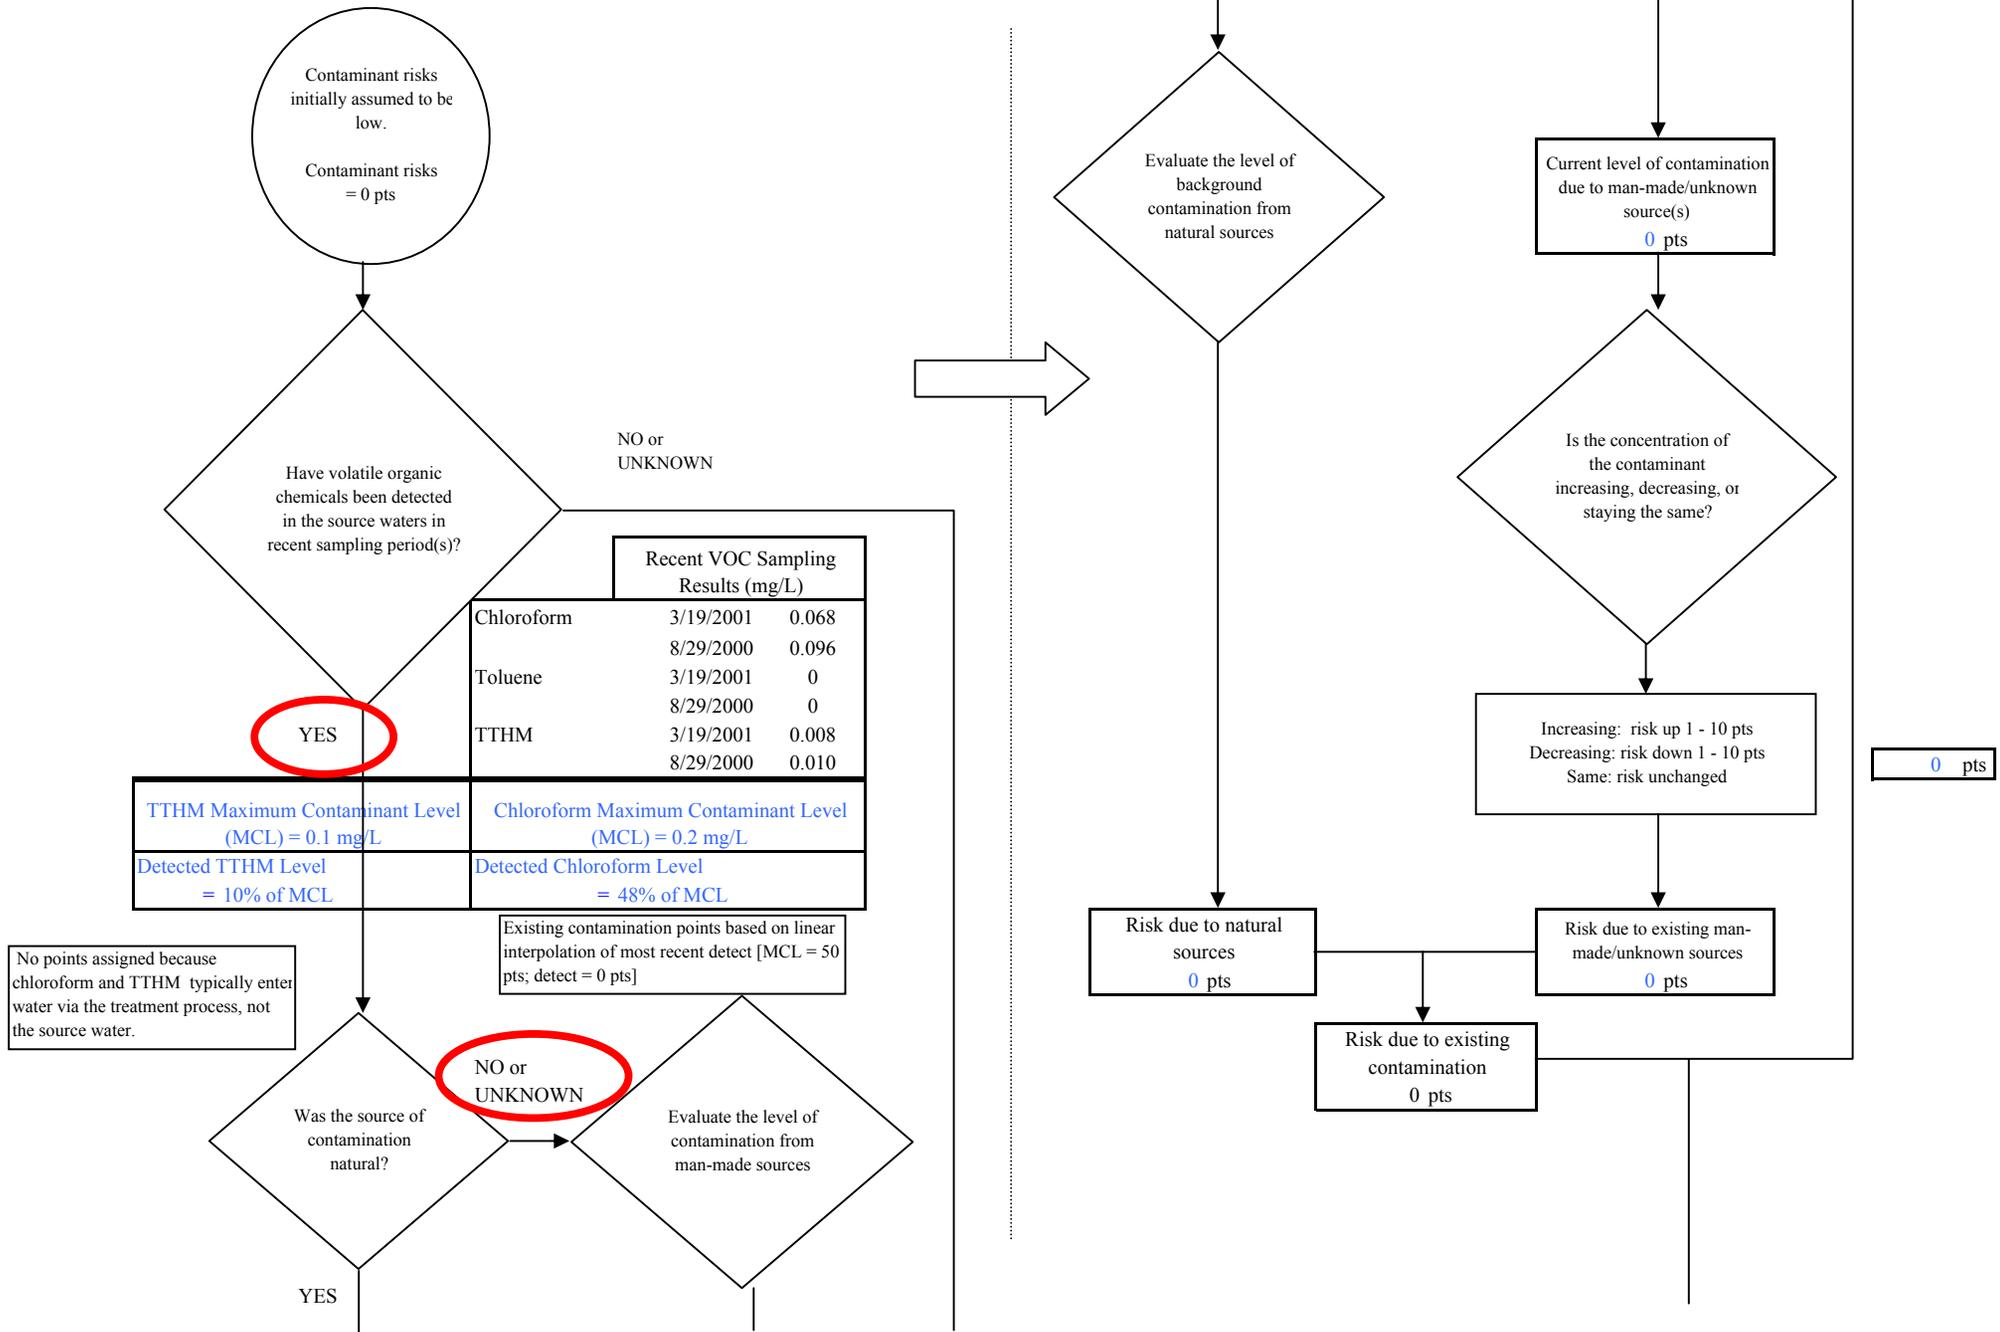 Contaminant risks
initially assumed to be
low.
Contaminant risks
= 0 pts
Have volatile organic
chemicals been detected
in the source waters in
recent sampling period(s)?
NO or
UNKNOWN
Recent VOC Sampling
Results (mg/L)
Chloroform 3/19/2001 0.068
8/29/2000 0.096
Toluene 3/19/2001 0
8/29/2000 0
TTHM 3/19/2001 0.008
8/29/2000 0.010
YES
TTHM Maximum Contaminant Level
(MCL) = 0.1 mg/L
Chloroform Maximum Contaminant Level
(MCL) = 0.2 mg/L
Detected TTHM Level
= 10% of MCL
Detected Chloroform Level
= 48% of MCL
Existing contamination points based on linear
interpolation of most recent detect [MCL = 50
pts; detect = 0 pts]
No points assigned because
chloroform and TTHM typically enter
water via the treatment process, not
the source water.
Was the source of
contamination
natural?
NO or
UNKNOWN
Evaluate the level of
contamination from
man-made sources
YES
Evaluate the level of
background
contamination from
natural sources
Current level of contamination
due to man-made/unknown
source(s)
0 pts
Is the concentration of
the contaminant
increasing, decreasing, or
staying the same?
Increasing: risk up 1 - 10 pts
Decreasing: risk down 1 - 10 pts
Same: risk unchanged
0 pts
Risk due to natural
sources
0 pts
Risk due to existing man-
made/unknown sources
0 pts
Risk due to existing
contamination
0 pts